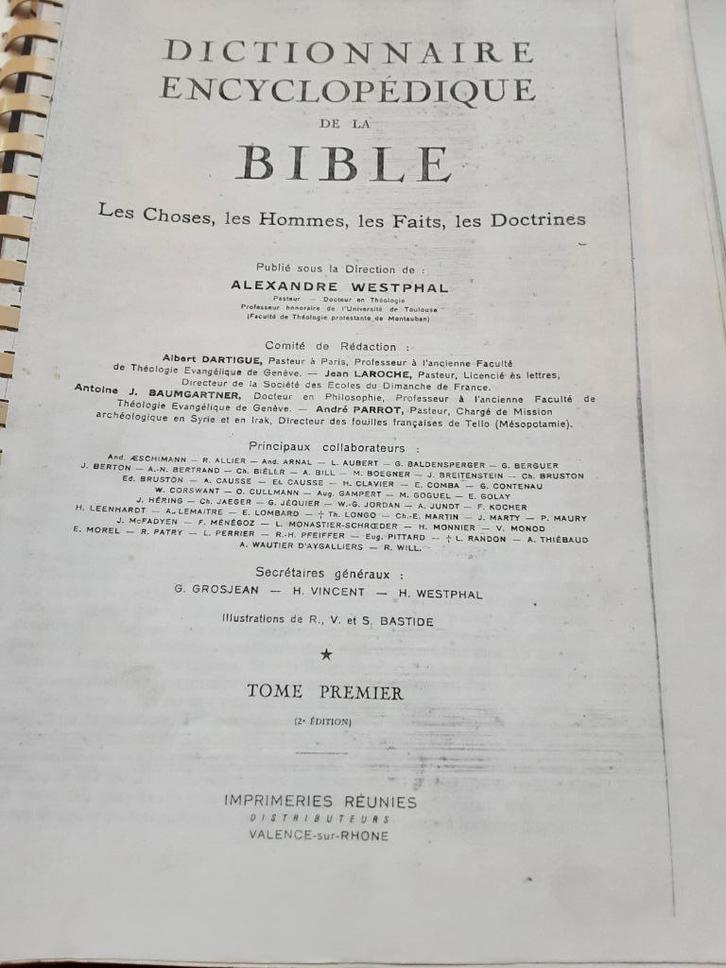 DICTIONNAIRE
ENCYCLOPÉDIQUE
DE LA
BIBLE
Les Choses, les Hommes, les Faits, les Doctrines
Publié sous la Direction de :
ALEXANDRE WESTPHAL
Pasteur — Docteur en Théologie
Professeur honoraire de l'Université de Toulouse
(Faculté de Théologie protestante de Montauban)
Comité de Rédaction :
Albert DARTIGUE, Pasteur à Paris, Professeur à l'ancienne Faculté
de Théologie Evangélique de Genève. — Jean LAROCHE, Pasteur, Licencié ès lettres,
Directeur de la Société des Ecoles du Dimanche de France.
Antoine J. BAUMGARTNER, Docteur en Philosophie, Professeur à l'ancienne Faculté de
Théologie Evangélique de Genève. — André PARROT, Pasteur, Chargé de Mission
archéologique en Syrie et en Irak, Directeur des fouilles françaises de Tello (Mésopotamie).
Principaux collaborateurs :
And. ÆSCHIMANN — R. ALLIER — And. ARNAL — L. AUBERT — G. BALDENSPERGER — G. BERGUER
J. BERTON — A.-N. BERTRAND — Ch. BIÉLER — A. BILL — M. BOEGNER — J. BREITENSTEIN — Ch. BRUSTON
Ed. BRUSTON — A. CAUSSE — El. CAUSSE — H. CLAVIER — E. COMBA — G. CONTENAU
W. CORSWANT — O. CULLMANN — Aug. GAMPERT — M. GOGUEL — E. GOLAY
J. HÉRING — Ch. JAEGER — G. JÉQUIER — W.-G. JORDAN — A. JUNDT — F. KOCHER
H. LEENHARDT — A. LEMAITRE — E. LOMBARD — † Th. LONGO — Ch.-E. MARTIN — J. MARTY — P. MAURY
J. McFADYEN — F. MÉNÉGOZ — L. MONASTIER-SCHRŒDER — H. MONNIER — V. MONOD
E. MOREL — R. PATRY — L. PERRIER — R.-H. PFEIFFER — Eug. PITTARD — † L. RANDON — A. THIÉBAUD
A. WAUTIER D'AYGALLIERS — R. WILL.
Secrétaires généraux :
G. GROSJEAN — H. VINCENT — H. WESTPHAL
Illustrations de R., V. et S. BASTIDE
★
TOME PREMIER
(2e ÉDITION)
IMPRIMERIES RÉUNIES
DISTRIBUTEURS
VALENCE-sur-RHONE